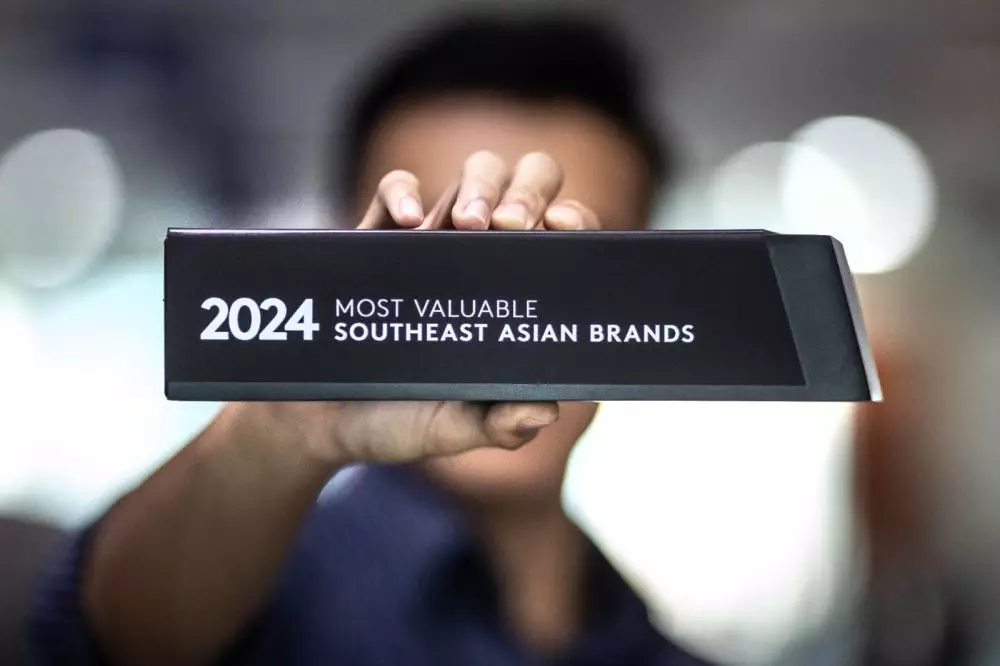 2024 MOST VALUABLE
SOUTHEAST ASIAN BRANDS